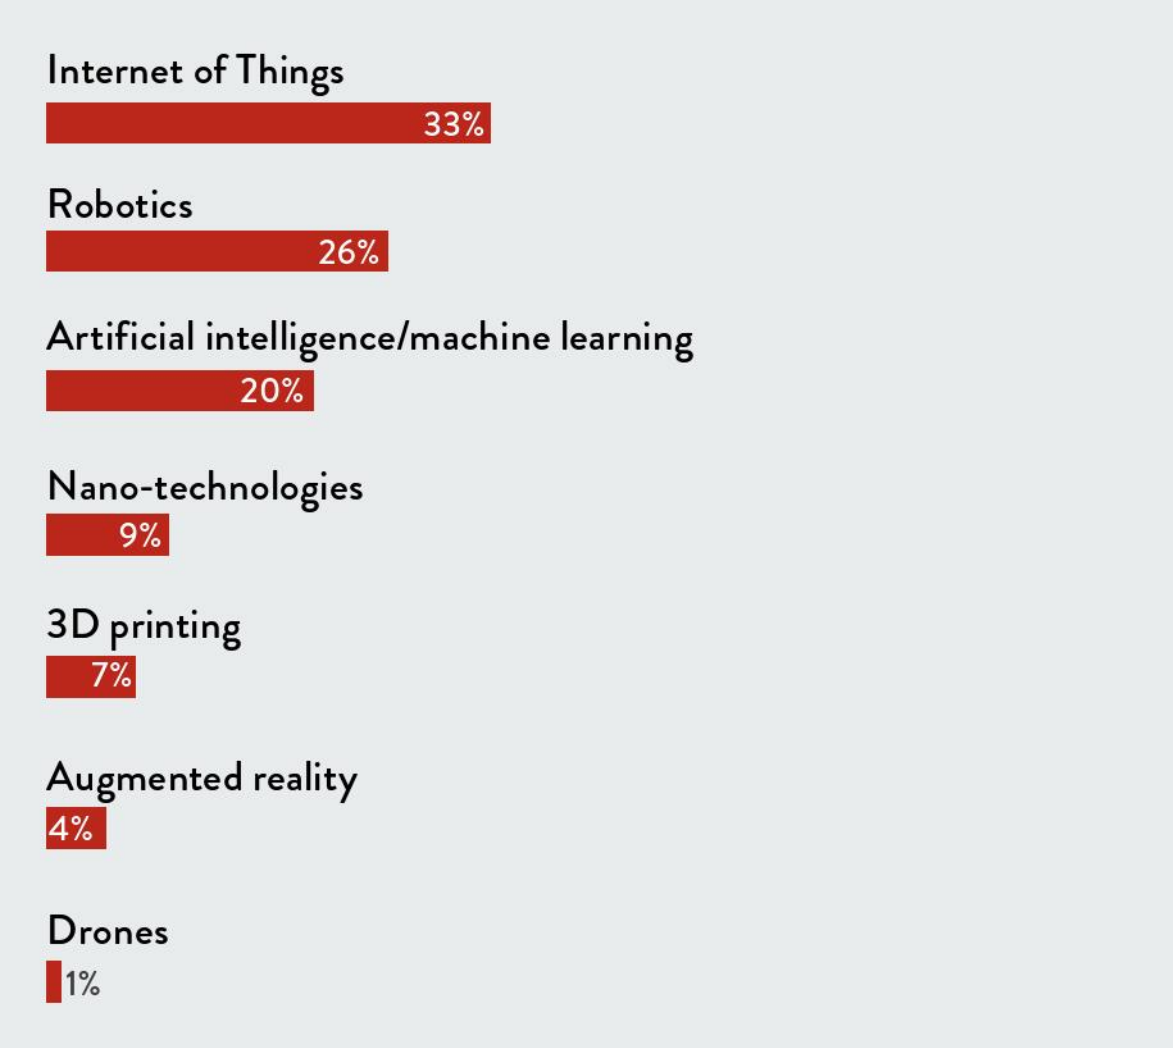 Internet of Things
33%
Robotics
26%
Artificial intelligence/machine learning
20%
Nano-technologies
9%
3D printing
7%
Augmented reality
4%
Drones
1%